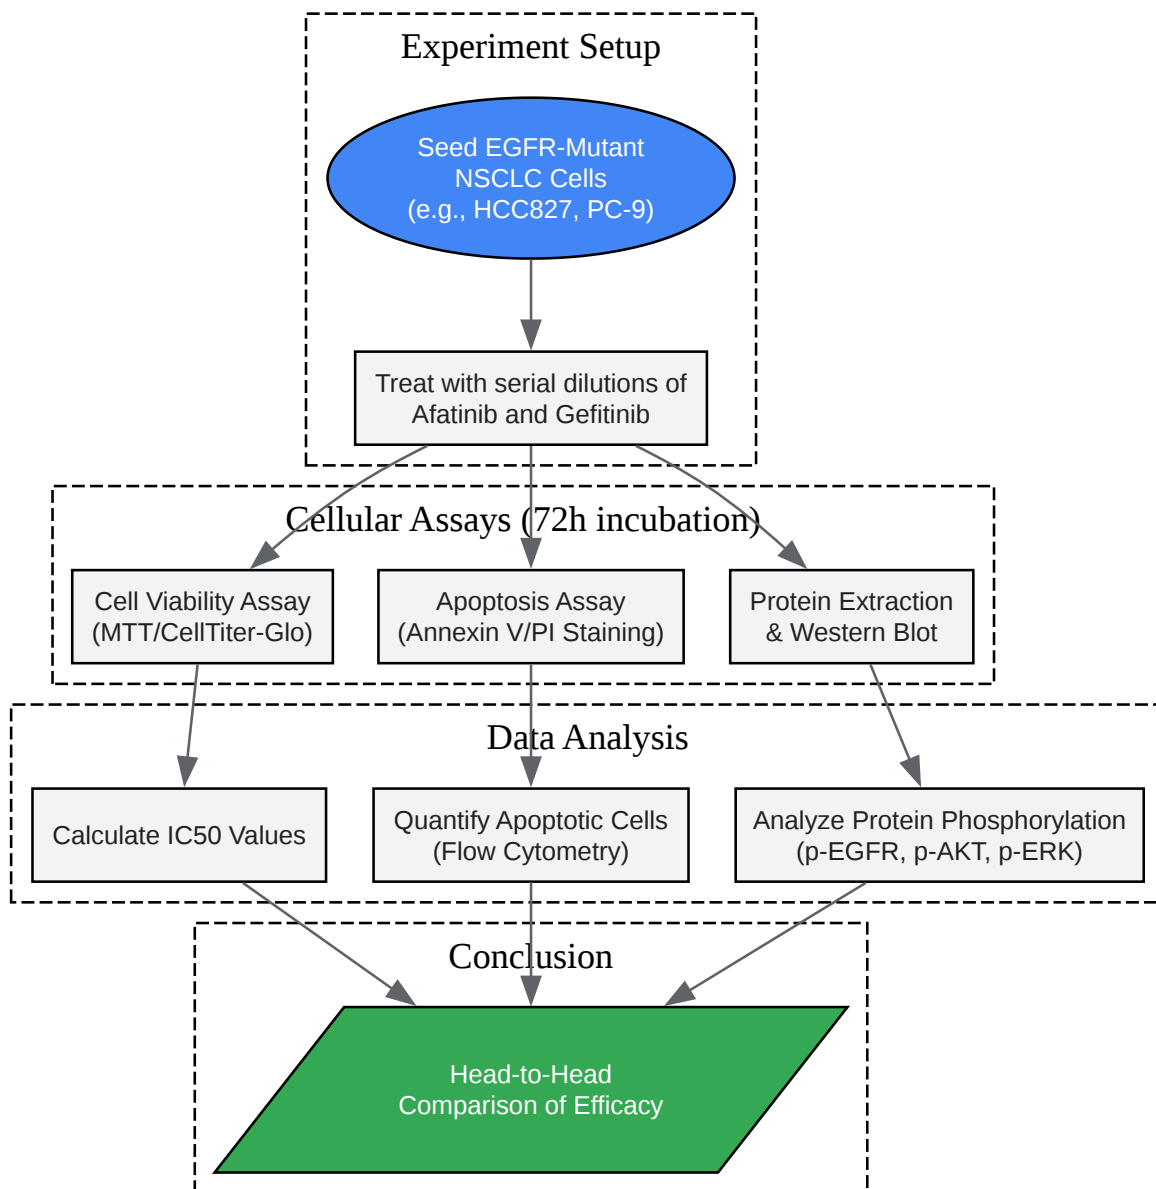 Experiment Setup
Seed EGFR-Mutant
NSCLC Cells
(e.g., HCC827, PC-9)
Treat with serial dilutions of
Afatinib and Gefitinib
Cellular Assays (72h incubation)
Cell Viability Assay
(MTT/CellTiter-Glo)
Apoptosis Assay
(Annexin V/PI Staining)
Protein Extraction
& Western Blot
Data Analysis
Calculate IC50 Values
Quantify Apoptotic Cells
(Flow Cytometry)
Analyze Protein Phosphorylation
(p-EGFR, p-AKT, p-ERK)
Conclusion
Head-to-Head
Comparison of Efficacy